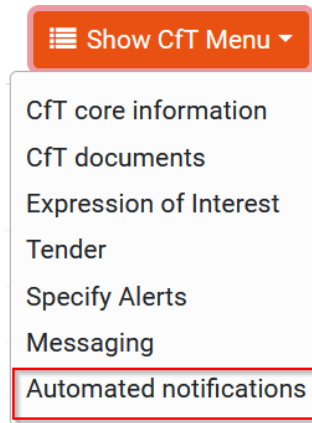 Show CfT Menu
CfT core information
CfT documents
Expression of Interest
Tender
Specify Alerts
Messaging
Automated notifications